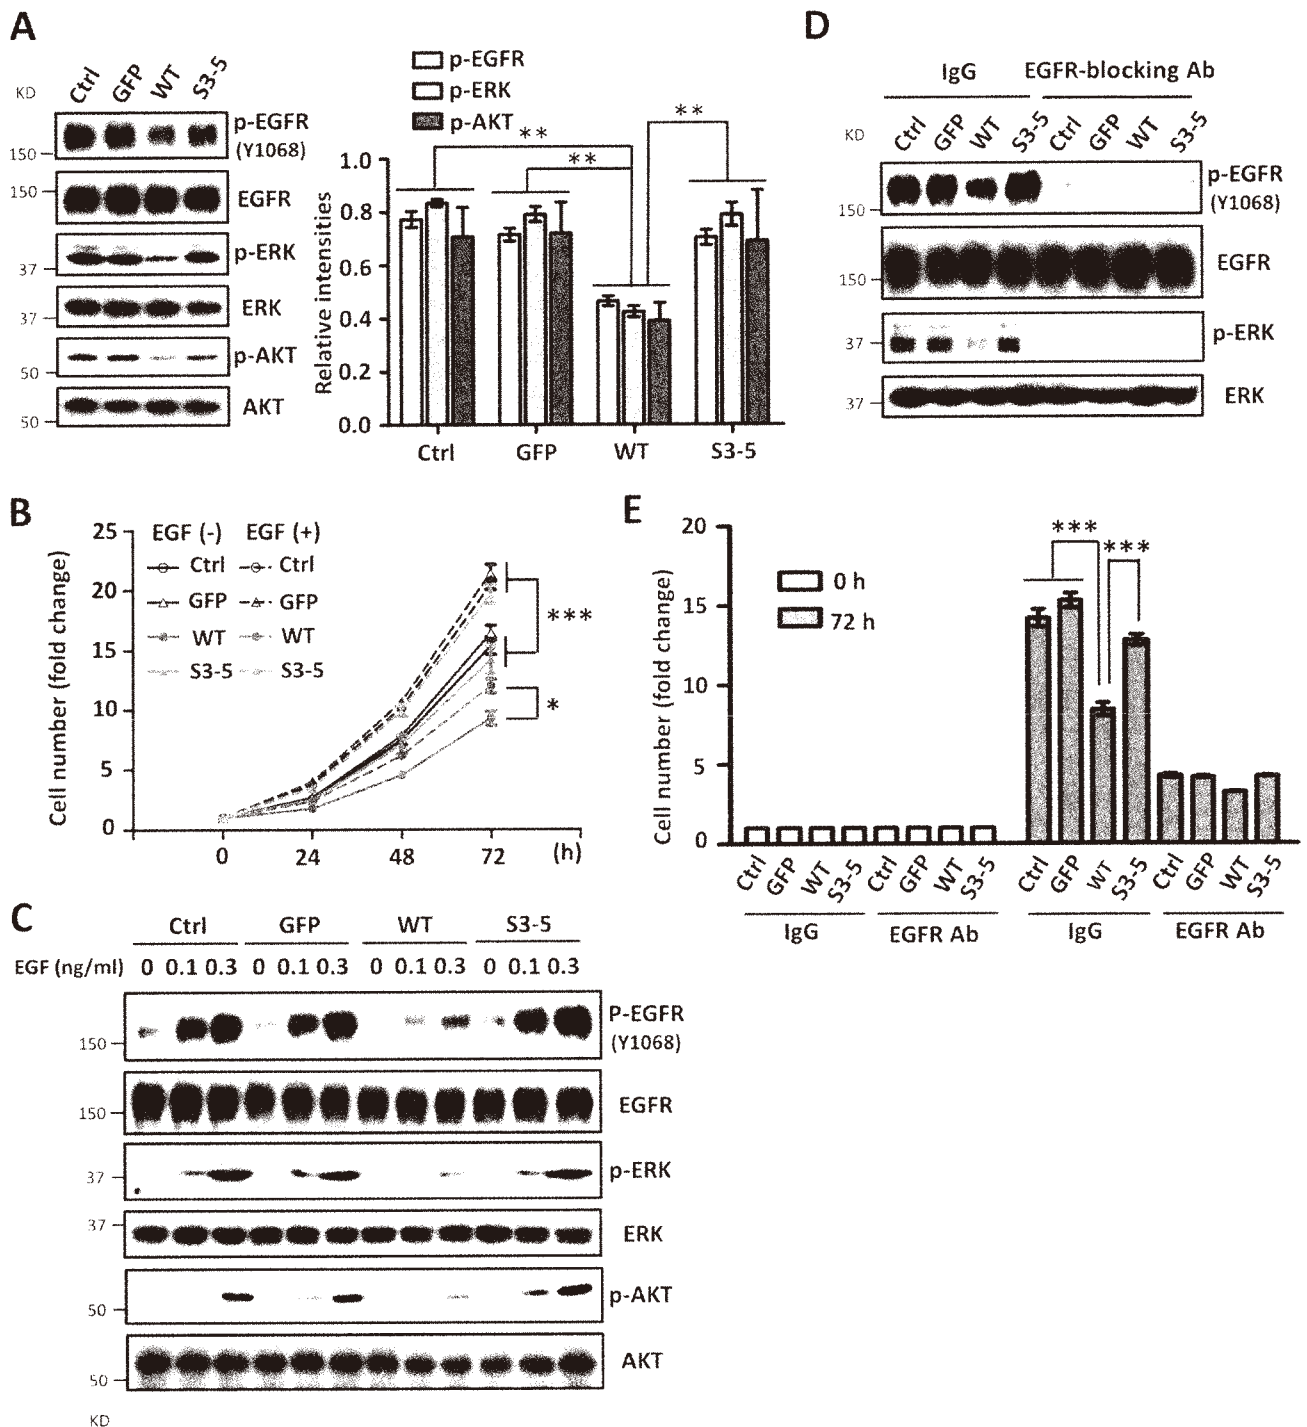 A
KD
Ctrl GFP WT S3-5
p-EGFR
(Y1068)
150
150
EGFR
p-ERK
37
ERK
37
p-AKT
50
AKT
50
p-EGFR
p-ERK
p-AKT
** ** **
Relative intensities
1.0
0.8
0.6
0.4
0.2
0.0
Ctrl GFP WT S3-5
D
IgG EGFR-blocking Ab
KD
Ctrl GFP WT S3-5 Ctrl GFP WT S3-5
p-EGFR
(Y1068)
150
EGFR
150
p-ERK
37
ERK
37
B
Cell number (fold change)
25
20
15
10
5
0
EGF (-) EGF (+)
Ctrl Ctrl
GFP GFP
WT WT
S3-5 S3-5
***
*
0 24 48 72 (h)
E
Cell number (fold change)
20
15
10
5
0
0 h
72 h
*** ***
Ctrl GFP WT S3-5 Ctrl GFP WT S3-5 Ctrl GFP WT S3-5 Ctrl GFP WT S3-5
IgG EGFR Ab IgG EGFR Ab
C
Ctrl GFP WT S3-5
EGF (ng/ml) 0 0.1 0.3 0 0.1 0.3 0 0.1 0.3 0 0.1 0.3
P-EGFR
(Y1068)
150
EGFR
150
p-ERK
37
37
ERK
p-AKT
50
AKT
50
KD